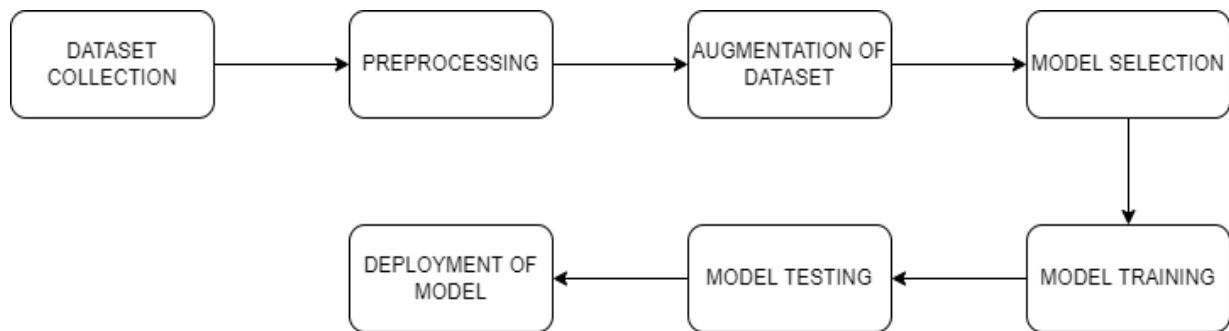 DATASET
COLLECTION
PREPROCESSING
AUGMENTATION OF
DATASET
MODEL SELECTION
MODEL TRAINING
MODEL TESTING
DEPLOYMENT OF
MODEL